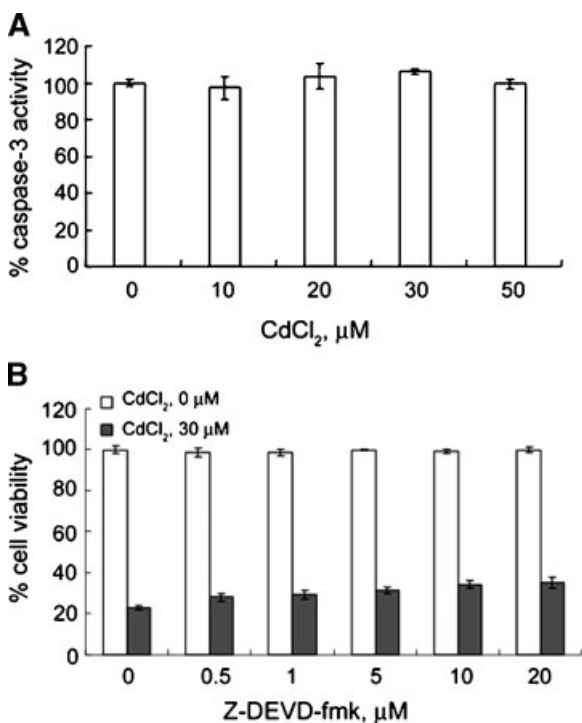 A
% caspase-3 activity
120
100
80
60
40
20
0
0 10 20 30 50
CdCl₂, μM
B
CdCl₂, 0 μM
CdCl₂, 30 μM
% cell viability
120
100
80
60
40
20
0
0 0.5 1 5 10 20
Z-DEVD-fmk, μM